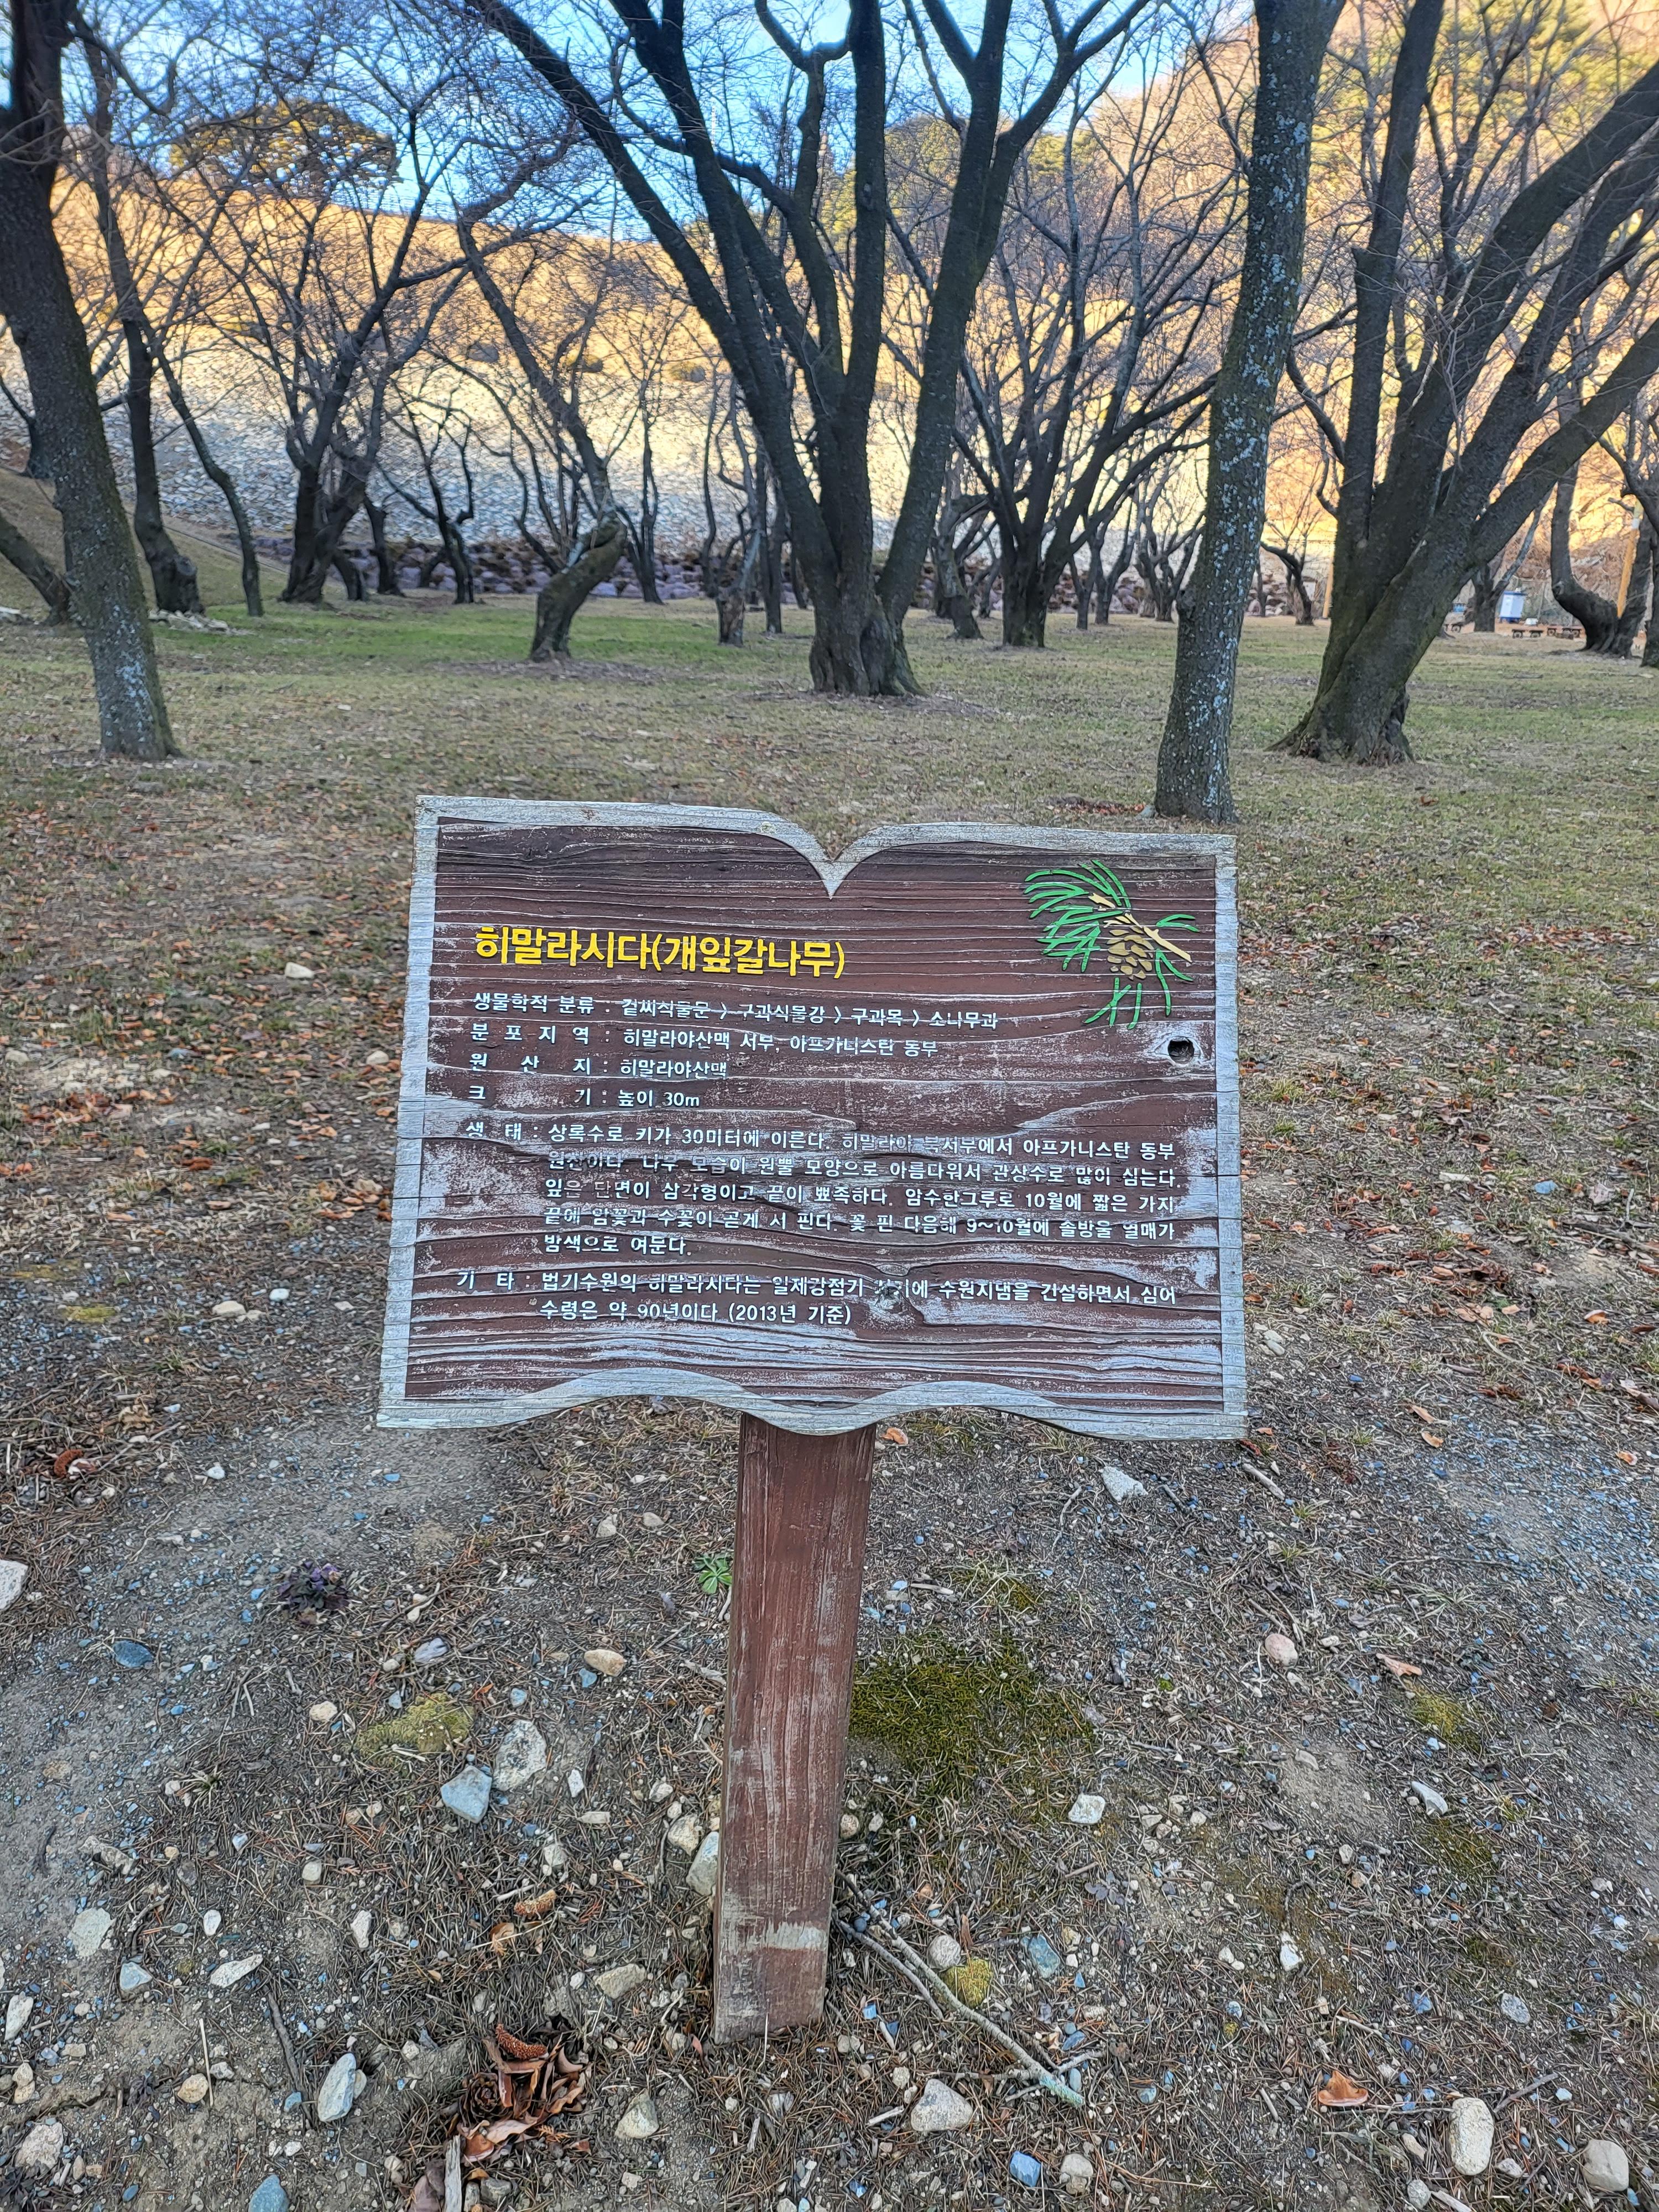 히말라시다(개잎갈나무)
생물학적 분류 : 겉씨식물문 > 구과식물강 > 구과목 > 소나무과
분 포 지 역 : 히말라야산맥 서부, 아프가니스탄 동부
원 산 지 : 히말라야산맥
크 기 : 높이 30m
생 태 : 상록수로 키가 30미터에 이른다. 히말라야 북서부에서 아프가니스탄 동부
원산이다 나무 모습이 원뿔 모양으로 아름다워서 관상수로 많이 심는다.
잎은 단면이 삼각형이고 끝이 뾰족하다. 암수한그루로 10월에 짧은 가지
끝에 암꽃과 수꽃이 곧게 서 핀다. 꽃 핀 다음해 9~10월에 솔방울 열매가
밤색으로 여문다.
기 타 : 법기수원의 히말라시다는 일제강점기 수원지댐을 건설하면서 심어
수령은 약 90년이다 (2013년 기준)